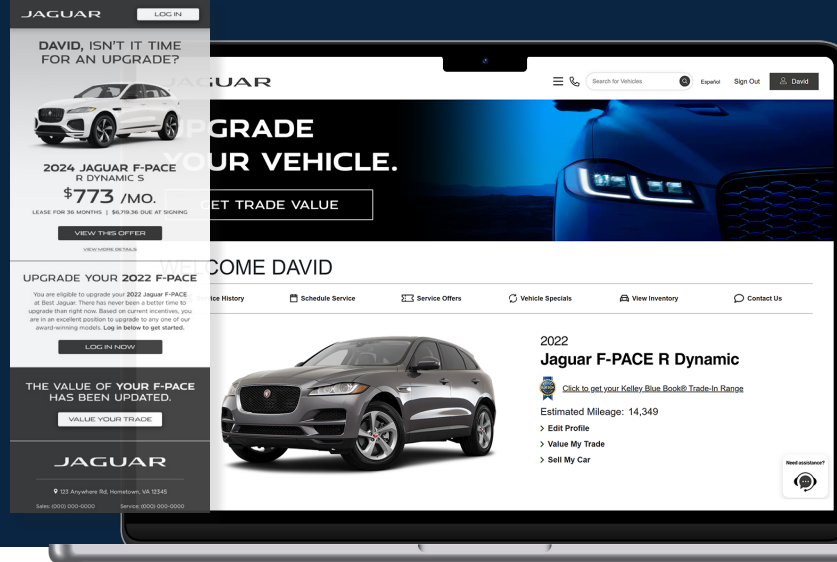 JAGUAR
LOG IN
DAVID, ISN'T IT TIME
FOR AN UPGRADE?
2024 JAGUAR F-PACE
R DYNAMIC S
$773 /MO.
LEASE FOR 36 MONTHS | $6,719.36 DUE AT SIGNING
VIEW THIS OFFER
VIEW MORE DETAILS
UPGRADE YOUR 2022 F-PACE
You are eligible to upgrade your 2022 Jaguar F-PACE
at Best Jaguar. There has never been a better time to
upgrade than right now. Based on current incentives, you
are in an excellent position to upgrade to any one of our
award-winning models. Log in below to get started.
LOG IN NOW
THE VALUE OF YOUR F-PACE
HAS BEEN UPDATED.
VALUE YOUR TRADE
JAGUAR
123 Anywhere Rd, Hometown, VA 12345
Sales: (000) 000-0000 Service: (000) 000-0000
JAGUAR
Search for Vehicles
Español
Sign Out
David
UPGRADE
YOUR VEHICLE.
GET TRADE VALUE
WELCOME DAVID
Service History
Schedule Service
Service Offers
Vehicle Specials
View Inventory
Contact Us
2022
Jaguar F-PACE R Dynamic
Click to get your Kelley Blue Book® Trade-In Range
Estimated Mileage: 14,349
Edit Profile
Value My Trade
Sell My Car
Need assistance?